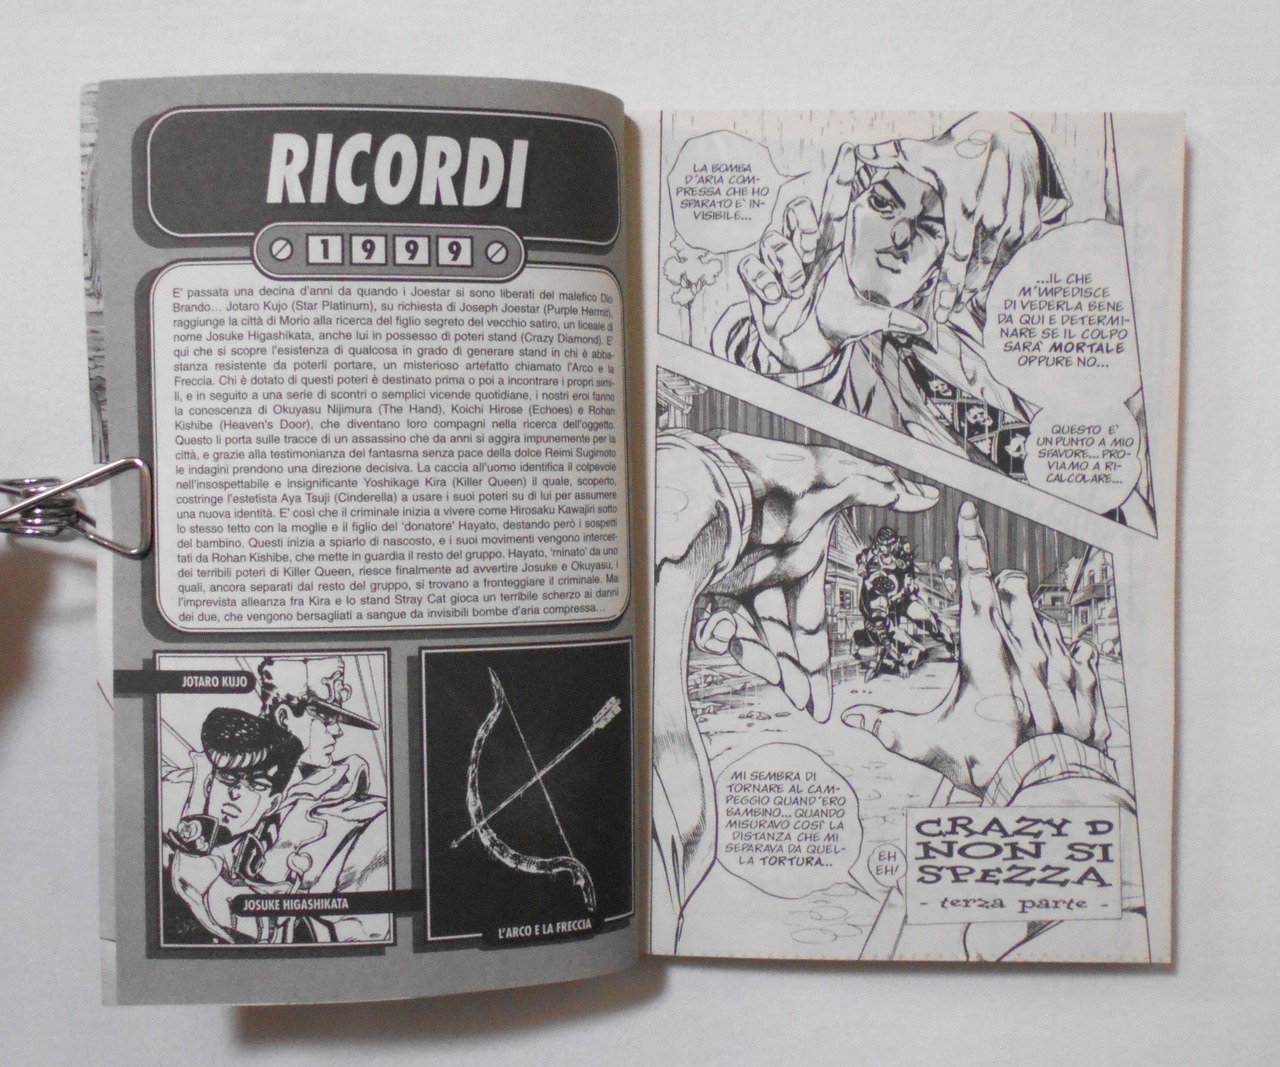 RICORDI
1999
E' passata una decina d'anni da quando i Joestar si sono liberati del malefico Dio
Brando... Jotaro Kujo (Star Platinum), su richiesta di Joseph Joestar (Purple Hermit),
raggiunge la città di Morio alla ricerca del figlio segreto del vecchio satiro, un liceale di
nome Josuke Higashikata, anche lui in possesso di poteri stand (Crazy Diamond). E'
qui che si scopre l'esistenza di qualcosa in grado di generare stand in chi è abba-
stanza resistente da poterli portare, un misterioso artefatto chiamato l'Arco e la
Freccia. Chi è dotato di questi poteri è destinato prima o poi a incontrare i propri simi-
li, e in seguito a una serie di scontri o semplici vicende quotidiane, i nostri eroi fanno
la conoscenza di Okuyasu Nijimura (The Hand), Koichi Hirose (Echoes) e Rohan
Kishibe (Heaven's Door), che diventano loro compagni nella ricerca dell'oggetto.
Questo li porta sulle tracce di un assassino che da anni si aggira impunemente per la
città, e grazie alla testimonianza del fantasma senza pace della dolce Reimi Sugimoto
le indagini prendono una direzione decisiva. La caccia all'uomo identifica il colpevole
nell'insospettabile e insignificante Yoshikage Kira (Killer Queen) il quale, scoperto,
costringe l'estetista Aya Tsuji (Cinderella) a usare i suoi poteri su di lui per assumere
una nuova identità. E' così che il criminale inizia a vivere come Hirosaku Kawajiri sotto
lo stesso tetto con la moglie e il figlio del 'donatore' Hayato, destando però i sospetti
del bambino. Questi inizia a spiarlo di nascosto, e i suoi movimenti vengono intercet-
tati da Rohan Kishibe, che mette in guardia il resto del gruppo. Hayato, 'minato' da uno
dei terribili poteri di Killer Queen, riesce finalmente ad avvertire Josuke e Okuyasu, i
quali, ancora separati dal resto del gruppo, si trovano a fronteggiare il criminale. Ma
l'imprevista alleanza fra Kira e lo stand Stray Cat gioca un terribile scherzo ai danni
dei due, che vengono bersagliati a sangue da invisibili bombe d'aria compressa...
JOTARO KUJO
JOSUKE HIGASHIKATA
L'ARCO E LA FRECCIA
LA BOMBA
D'ARIA COM-
PRESSA CHE HO
SPARATO E' IN-
VISIBILE...
...IL CHE
M'IMPEDISCE
DI VEDERLA BENE
DA QUI E DETERMI-
NARE SE IL COLPO
SARA' MORTALE
OPPURE NO...
QUESTO E'
UN PUNTO A MIO
SFAVORE... PRO-
VIAMO A RI-
CALCOLARE...
MI SEMBRA DI
TORNARE AL CAM-
PEGGIO QUAND'ERO
BAMBINO... QUANDO
MISURAVO COSI' LA
DISTANZA CHE MI
SEPARAVA DA QUEL-
LA TORTURA...
EH
EH!
CRAZY D
NON SI
SPEZZA
- terza parte -